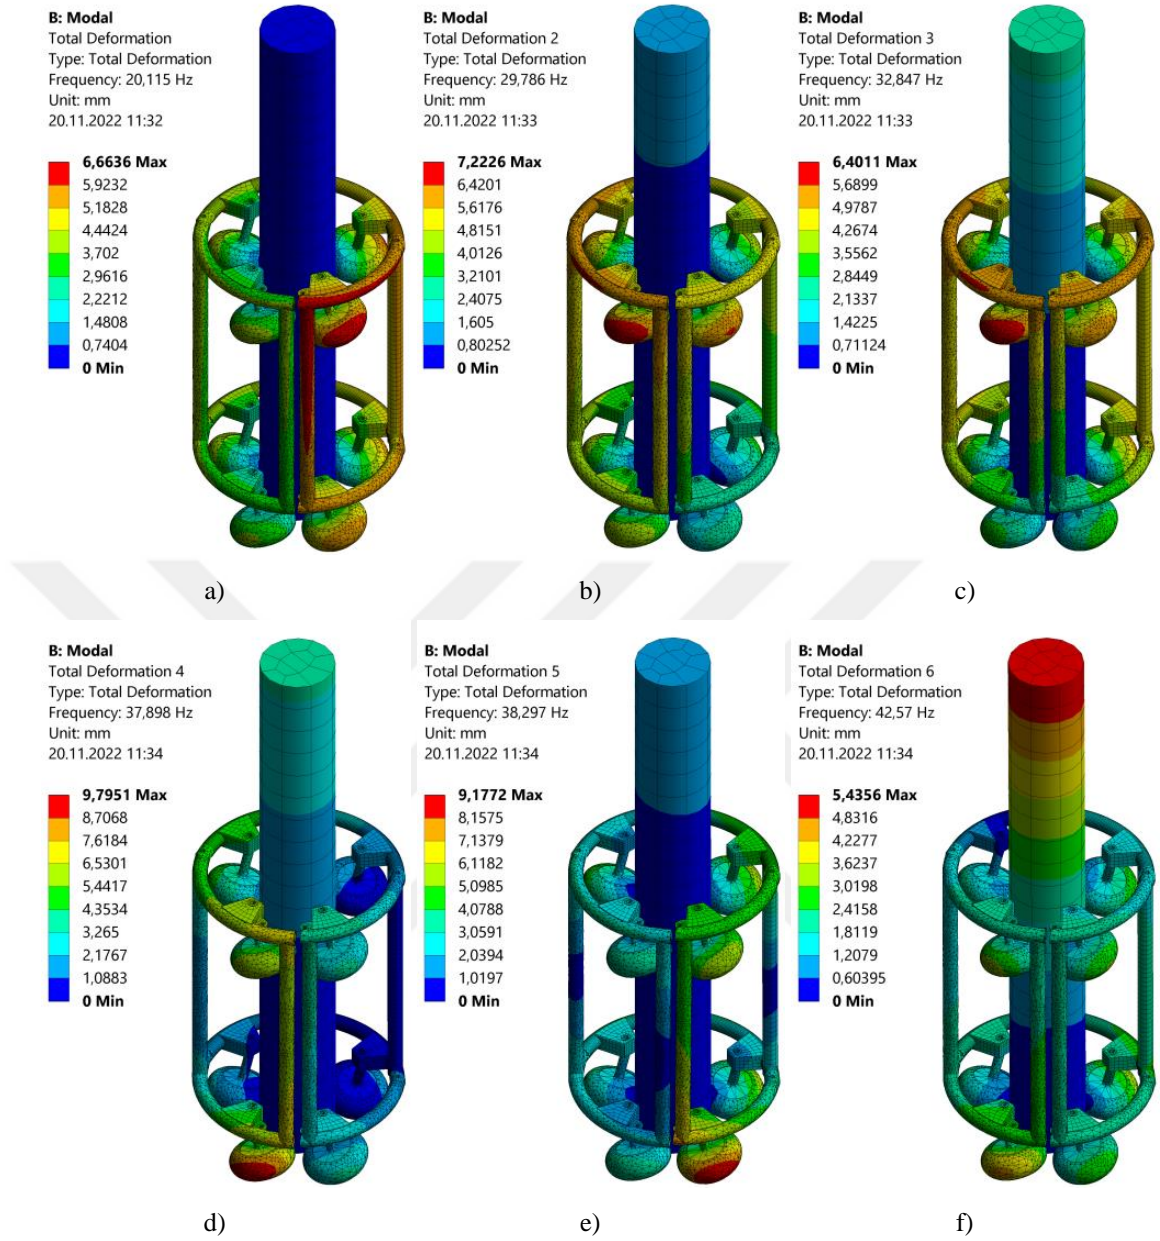 B: Modal
Total Deformation
Type: Total Deformation
Frequency: 20,115 Hz
Unit: mm
20.11.2022 11:32
6,6636 Max
5,9232
5,1828
4,4424
3,702
2,9616
2,2212
1,4808
0,7404
0 Min
a)
B: Modal
Total Deformation 2
Type: Total Deformation
Frequency: 29,786 Hz
Unit: mm
20.11.2022 11:33
7,2226 Max
6,4201
5,6176
4,8151
4,0126
3,2101
2,4075
1,605
0,80252
0 Min
b)
B: Modal
Total Deformation 3
Type: Total Deformation
Frequency: 32,847 Hz
Unit: mm
20.11.2022 11:33
6,4011 Max
5,6899
4,9787
4,2674
3,5562
2,8449
2,1337
1,4225
0,71124
0 Min
c)
B: Modal
Total Deformation 4
Type: Total Deformation
Frequency: 37,898 Hz
Unit: mm
20.11.2022 11:34
9,7951 Max
8,7068
7,6184
6,5301
5,4417
4,3534
3,265
2,1767
1,0883
0 Min
d)
B: Modal
Total Deformation 5
Type: Total Deformation
Frequency: 38,297 Hz
Unit: mm
20.11.2022 11:34
9,1772 Max
8,1575
7,1379
6,1182
5,0985
4,0788
3,0591
2,0394
1,0197
0 Min
e)
B: Modal
Total Deformation 6
Type: Total Deformation
Frequency: 42,57 Hz
Unit: mm
20.11.2022 11:34
5,4356 Max
4,8316
4,2277
3,6237
3,0198
2,4158
1,8119
1,2079
0,60395
0 Min
f)